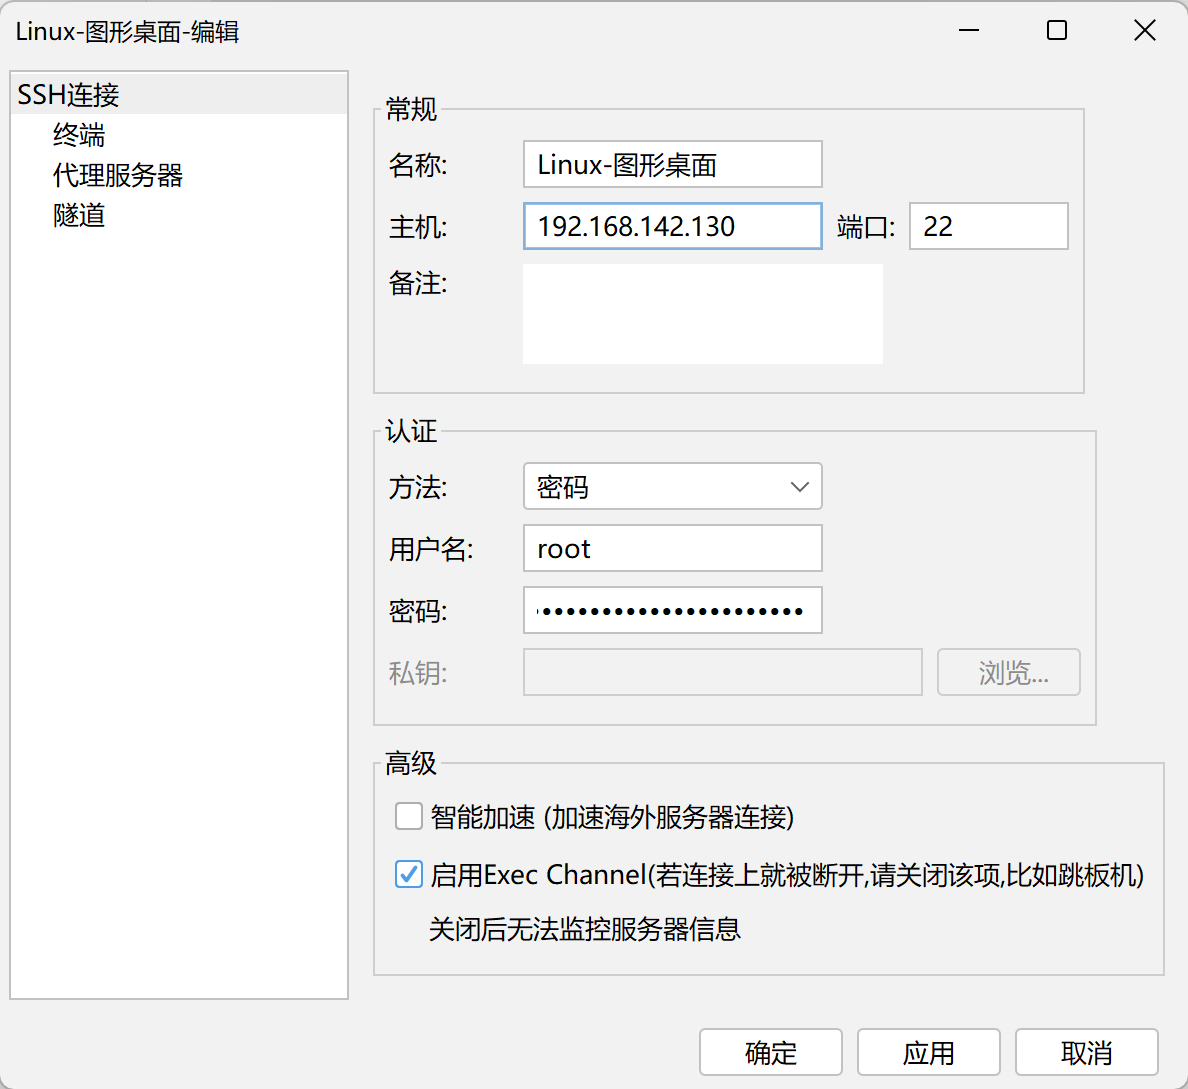 Linux-图形桌面-编辑
SSH连接
终端
代理服务器
隧道
常规
名称: Linux-图形桌面
主机: 192.168.142.130 端口: 22
备注:
认证
方法: 密码
用户名: root
密码: ••••••••••••••••••••••
私钥: 浏览...
高级
智能加速 (加速海外服务器连接)
启用Exec Channel(若连接上就被断开,请关闭该项,比如跳板机)
关闭后无法监控服务器信息
确定 应用 取消